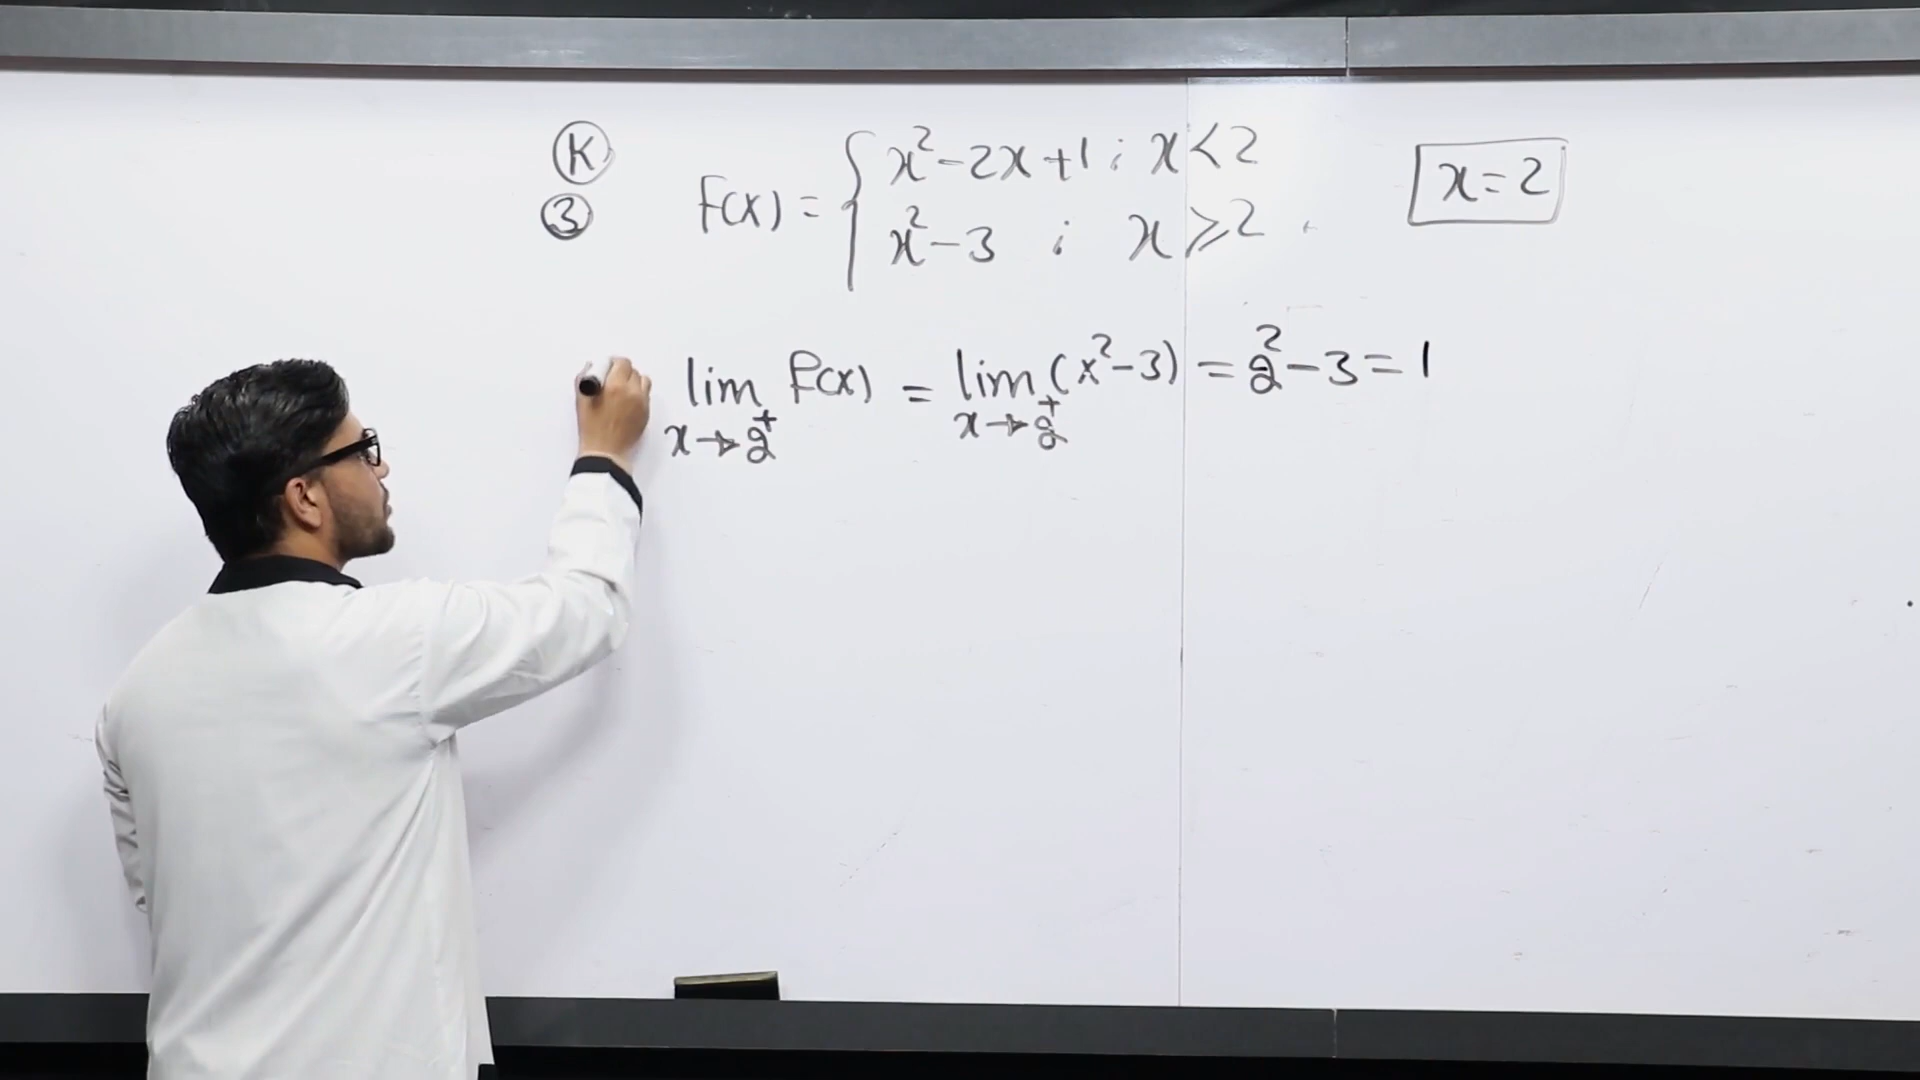 K
3
F(x) = { x²-2x+1 ; x<2
x²-3 ; x≥2
x=2
lim f(x) = lim (x²-3) = 2²-3 = 1
x→2⁺ x→2⁺